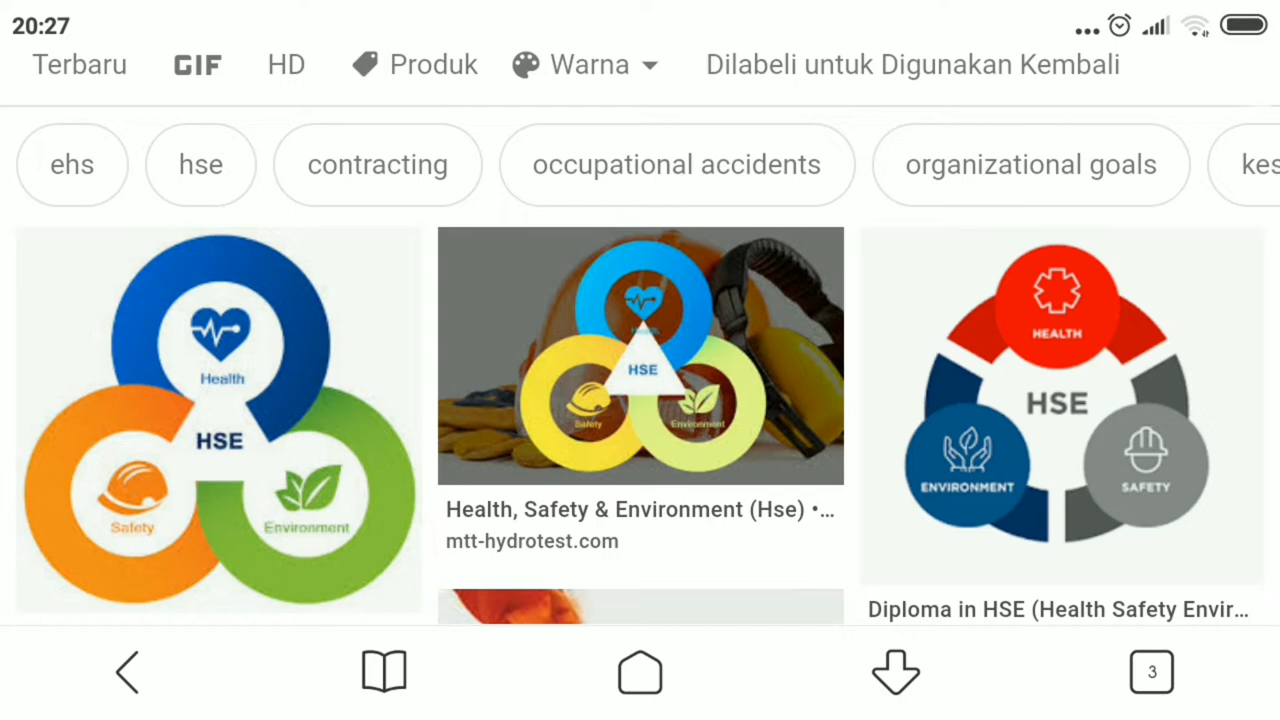 20:27
Terbaru GIF HD Produk Warna Dilabeli untuk Digunakan Kembali
ehs hse contracting occupational accidents organizational goals kes
Health
HSE
Safety
Environment
Health
HSE
Safety
Environment
HEALTH
HSE
ENVIRONMENT
SAFETY
Health, Safety & Environment (Hse) •...
mtt-hydrotest.com
Diploma in HSE (Health Safety Envir...
3